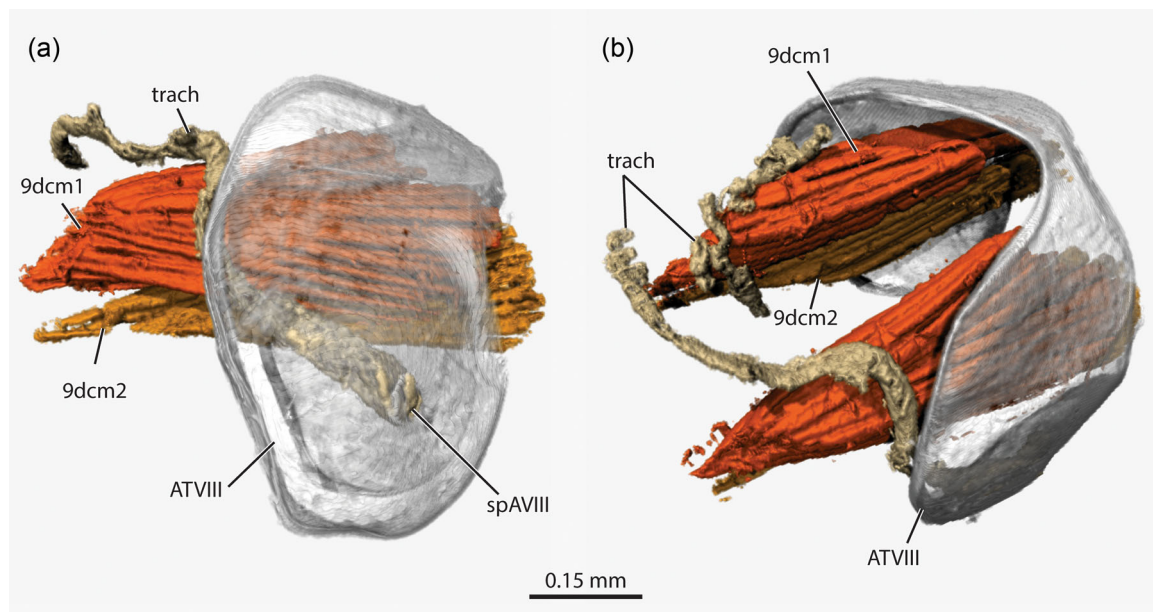 (a)
trach
9dcm1
9dcm2
ATVIII
spAVIII
(b)
9dcm1
trach
9dcm2
ATVIII
0.15 mm